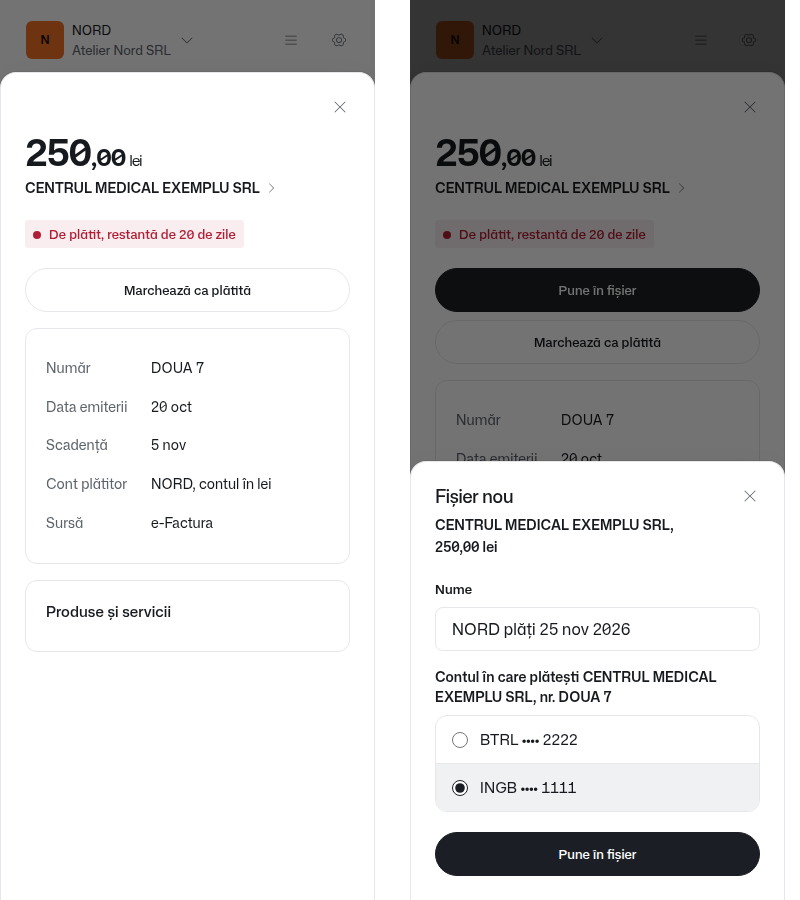 N
NORD
Atelier Nord SRL
250,00 lei
CENTRUL MEDICAL EXEMPLU SRL
De plătit, restantă de 20 de zile
Marchează ca plătită
Număr DOUA 7
Data emiterii 20 oct
Scadență 5 nov
Cont plătitor NORD, contul în lei
Sursă e-Factura
Produse și servicii
N
NORD
Atelier Nord SRL
250,00 lei
CENTRUL MEDICAL EXEMPLU SRL
De plătit, restantă de 20 de zile
Pune în fișier
Marchează ca plătită
Număr DOUA 7
Data emiterii 20 oct
Fișier nou
CENTRUL MEDICAL EXEMPLU SRL,
250,00 lei
Nume
NORD plăți 25 nov 2026
Contul în care plătești CENTRUL MEDICAL
EXEMPLU SRL, nr. DOUA 7
BTRL •••• 2222
INGB •••• 1111
Pune în fișier